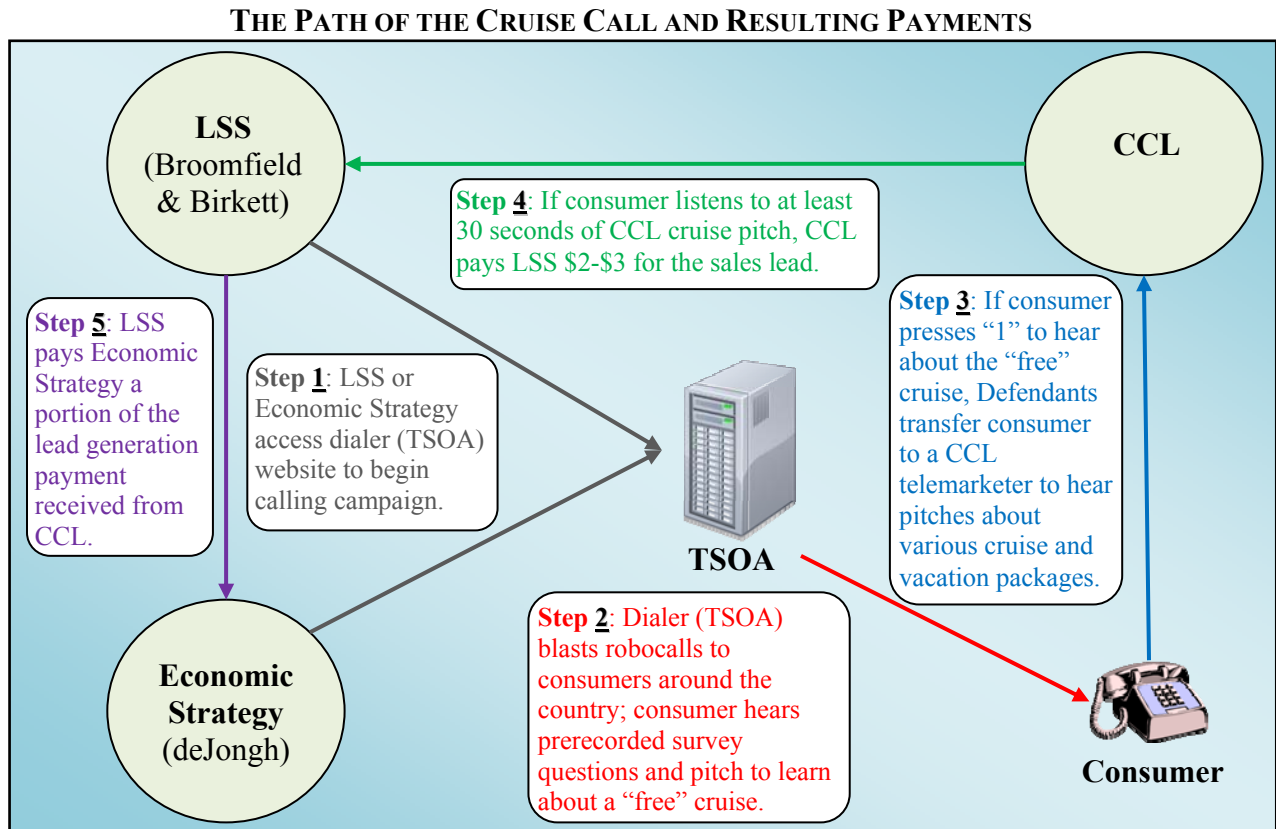 THE PATH OF THE CRUISE CALL AND RESULTING PAYMENTS
LSS
(Broomfield
& Birkett)
CCL
Step 4: If consumer listens to at least
30 seconds of CCL cruise pitch, CCL
pays LSS $2-$3 for the sales lead.
Step 5: LSS
pays Economic
Strategy a
portion of the
lead generation
payment
received from
CCL.
Step 1: LSS or
Economic Strategy
access dialer (TSOA)
website to begin
calling campaign.
Step 3: If consumer
presses “1” to hear
about the “free”
cruise, Defendants
transfer consumer
to a CCL
telemarketer to hear
pitches about
various cruise and
vacation packages.
TSOA
Step 2: Dialer (TSOA)
blasts robocalls to
consumers around the
country; consumer hears
prerecorded survey
questions and pitch to learn
about a “free” cruise.
Economic
Strategy
(deJongh)
Consumer